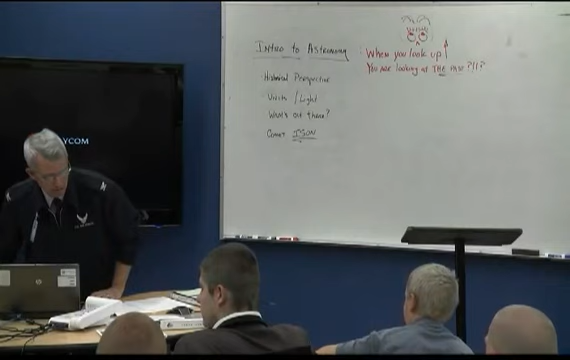 Intro to Astronomy
: When you look up
You are looking at THE PAST?!!?
· Historical Perspective
· Units / Light
· What's out there?
· Comet ISON
YCOM